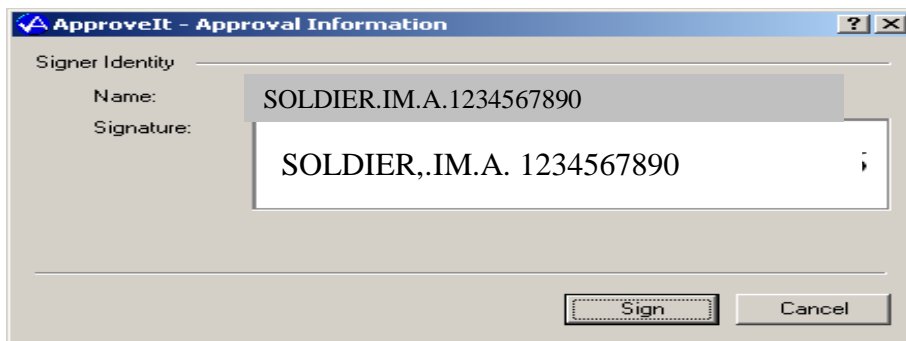 ApproveIt - Approval Information
Signer Identity
Name: SOLDIER.IM.A.1234567890
Signature: SOLDIER,.IM.A. 1234567890
Sign Cancel